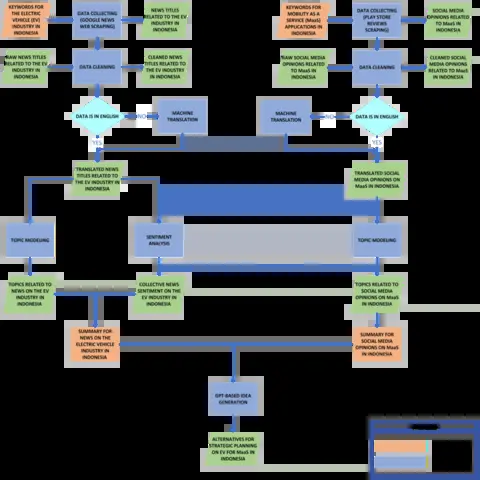 KEYWORDS FOR
THE ELECTRIC
VEHICLE (EV)
INDUSTRY IN
INDONESIA
DATA COLLECTING
(GOOGLE NEWS
WEB SCRAPING)
NEWS
TITLES
RELATED TO THE EV
INDUSTRY IN
INDONESIA
KEYWORDS FOR
MOBILITY AS A
SERVICE (MaaS)
APPLICATIONS IN
INDONESIA
DATA COLLECTING
(PLAY STORE
REVIEWS
SCRAPING)
SOCIAL MEDIA
OPINIONS RELATED
TO MaaS IN
INDONESIA
RAW NEWS TITLES
RELATED TO THE EV
INDUSTRY IN
INDONESIA
DATA CLEANING
CLEANED NEWS
TITLES RELATED TO
THE EV INDUSTRY IN
INDONESIA
RAW SOCIAL MEDIA
OPINIONS RELATED
TO MaaS IN
INDONESIA
DATA CLEANING
CLEANED SOCIAL
MEDIA OPINIONS
RELATED TO MaaS
IN INDONESIA
DATA IS IN ENGLISH
NO
MACHINE
TRANSLATION
MACHINE
TRANSLATION
NO
DATA IS IN ENGLISH
YES
YES
TRANSLATED NEWS
TITLES RELATED TO
THE EV INDUSTRY IN
INDONESIA
TRANSLATED SOCIAL
MEDIA OPINIONS ON
MaaS IN INDONESIA
TOPIC MODELING
SENTIMENT
ANALYSIS
TOPIC MODELING
TOPICS RELATED TO
NEWS ON THE EV
INDUSTRY IN
INDONESIA
COLLECTIVE NEWS
SENTIMENT ON THE
EV INDUSTRY IN
INDONESIA
TOPICS RELATED TO
SOCIAL MEDIA
OPINIONS ON MaaS
IN INDONESIA
SUMMARY FOR
NEWS ON THE
ELECTRIC VEHICLE
INDUSTRY IN
INDONESIA
SUMMARY FOR
SOCIAL MEDIA
OPINIONS ON MaaS
IN INDONESIA
GPT-BASED IDEA
GENERATION
ALTERNATIVES FOR
STRATEGIC PLANNING
ON EV FOR MaaS IN
INDONESIA